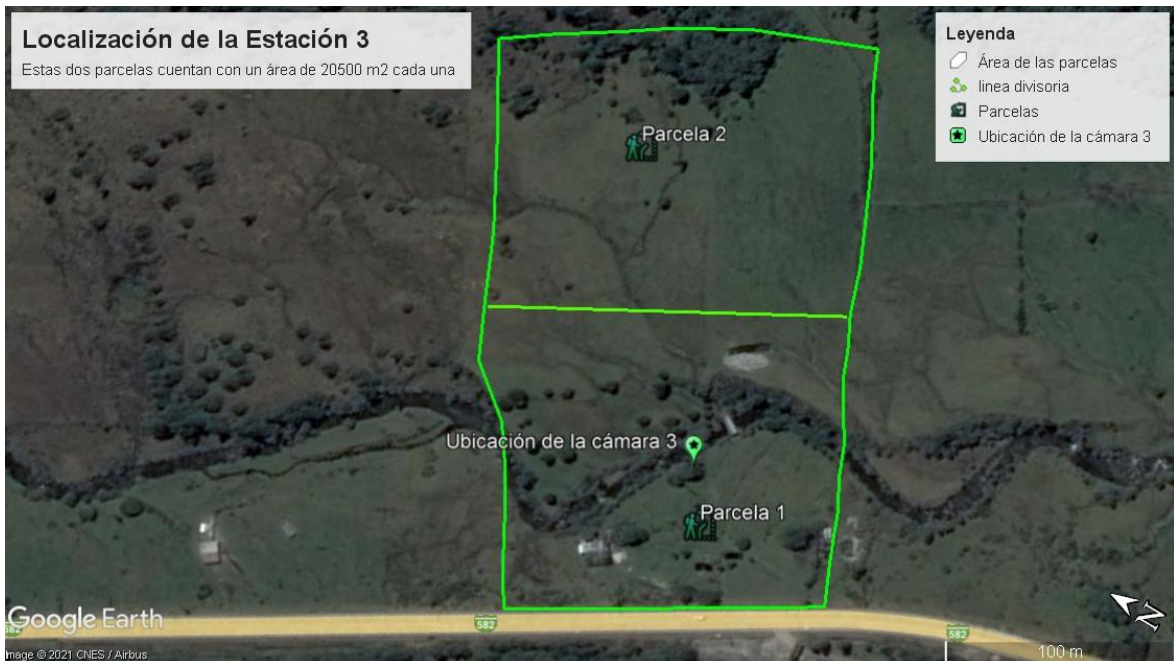 Localización de la Estación 3
Estas dos parcelas cuentan con un área de 20500 m2 cada una
Leyenda
Área de las parcelas
linea divisoria
Parcelas
Ubicación de la cámara 3
Parcela 2
Ubicación de la cámara 3
Parcela 1
Google Earth
582
582
582
Image © 2021 CNES / Airbus
N
100 m